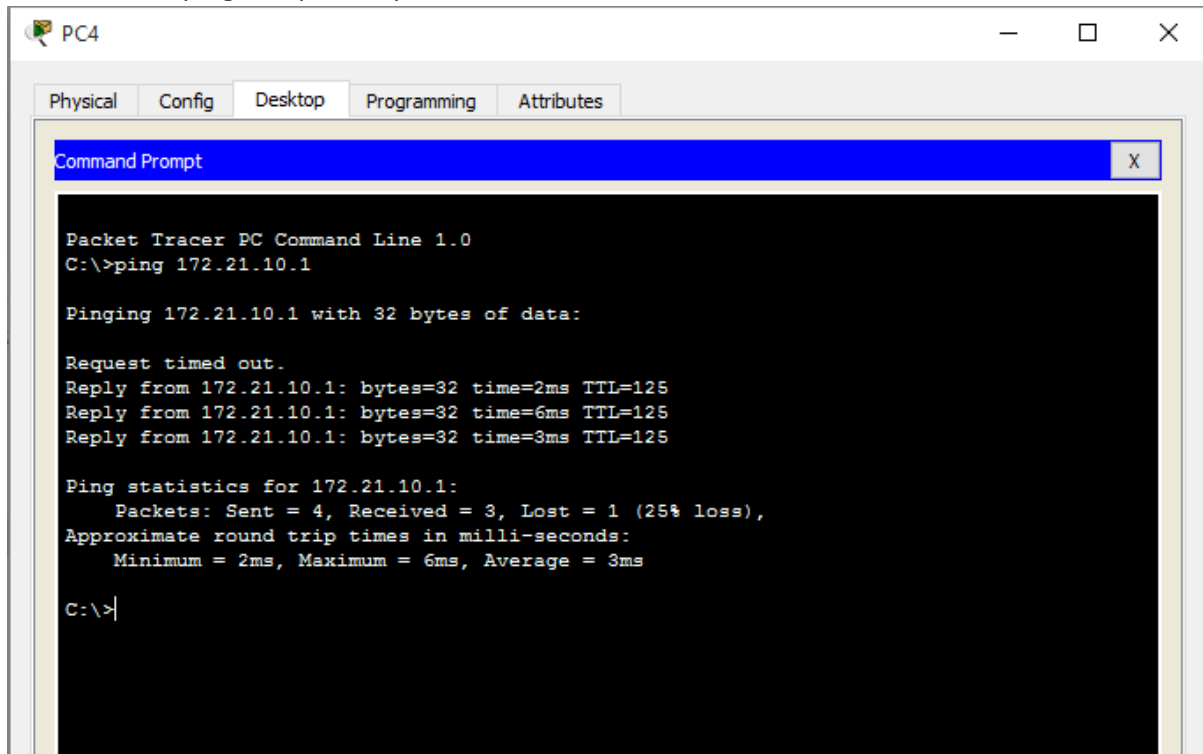 PC4
Physical Config Desktop Programming Attributes
Command Prompt
X
Packet Tracer PC Command Line 1.0
C:\>ping 172.21.10.1
Pinging 172.21.10.1 with 32 bytes of data:
Request timed out.
Reply from 172.21.10.1: bytes=32 time=2ms TTL=125
Reply from 172.21.10.1: bytes=32 time=6ms TTL=125
Reply from 172.21.10.1: bytes=32 time=3ms TTL=125
Ping statistics for 172.21.10.1:
Packets: Sent = 4, Received = 3, Lost = 1 (25% loss),
Approximate round trip times in milli-seconds:
Minimum = 2ms, Maximum = 6ms, Average = 3ms
C:\>